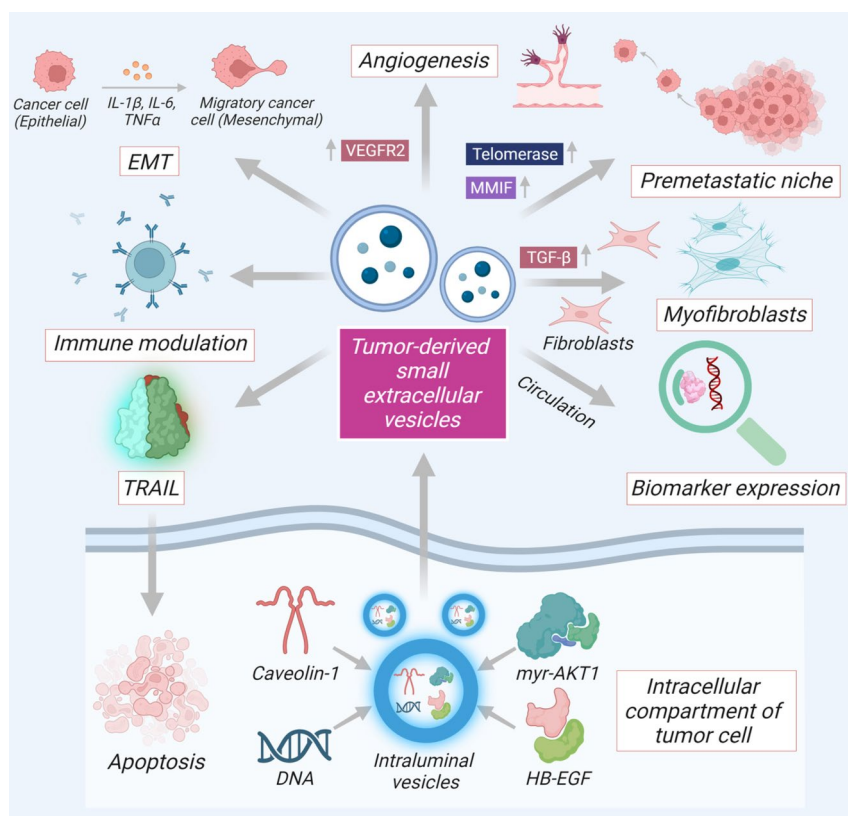 Angiogenesis
Cancer cell
(Epithelial)
IL-1β, IL-6,
TNFα
Migratory cancer
cell (Mesenchymal)
EMT
VEGFR2
Telomerase
MMIF
Premetastatic niche
TGF-β
Fibroblasts
Myofibroblasts
Immune modulation
Tumor-derived
small
extracellular
vesicles
Circulation
TRAIL
Biomarker expression
Caveolin-1
myr-AKT1
Intracellular
compartment of
tumor cell
Apoptosis
DNA
Intraluminal
vesicles
HB-EGF